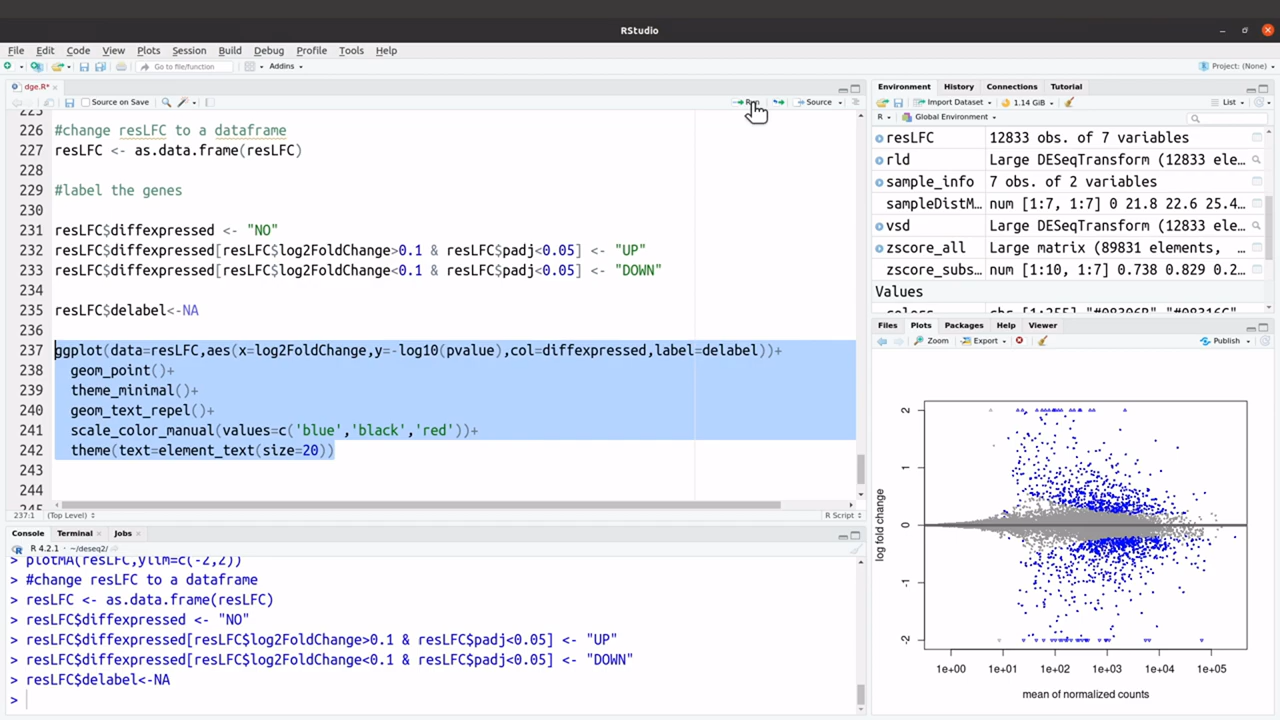 RStudio
File Edit Code View Plots Session Build Debug Profile Tools Help
Go to file/function Addins Project: (None)
dge.R*
Source on Save Source
226 #change resLFC to a dataframe
227 resLFC <- as.data.frame(resLFC)
228
229 #label the genes
230
231 resLFC$diffexpressed <- "NO"
232 resLFC$diffexpressed[resLFC$log2FoldChange>0.1 & resLFC$padj<0.05] <- "UP"
233 resLFC$diffexpressed[resLFC$log2FoldChange<0.1 & resLFC$padj<0.05] <- "DOWN"
234
235 resLFC$delabel<-NA
236
237 ggplot(data=resLFC,aes(x=log2FoldChange,y=-log10(pvalue),col=diffexpressed,label=delabel))+
238 geom_point()+
239 theme_minimal()+
240 geom_text_repel()+
241 scale_color_manual(values=c('blue','black','red'))+
242 theme(text=element_text(size=20))
243
244
237:1 (Top Level) R Script
Console Terminal Jobs
R 4.2.1 · ~/deseq2/
> plotMA(resLFC,ylim=c(-2,2))
> #change resLFC to a dataframe
> resLFC <- as.data.frame(resLFC)
> resLFC$diffexpressed <- "NO"
> resLFC$diffexpressed[resLFC$log2FoldChange>0.1 & resLFC$padj<0.05] <- "UP"
> resLFC$diffexpressed[resLFC$log2FoldChange<0.1 & resLFC$padj<0.05] <- "DOWN"
> resLFC$delabel<-NA
>
Environment History Connections Tutorial
Import Dataset 1.14 GiB List
R Global Environment
resLFC 12833 obs. of 7 variables
rld Large DESeqTransform (12833 ele…
sample_info 7 obs. of 2 variables
sampleDistM… num [1:7, 1:7] 0 21.8 22.6 25.4…
vsd Large DESeqTransform (12833 ele…
zscore_all Large matrix (89831 elements, …
zscore_subs… num [1:10, 1:7] 0.738 0.829 0.2…
Values
Files Plots Packages Help Viewer
Zoom Export Publish
2
1
0
-1
-2
log fold change
1e+00 1e+01 1e+02 1e+03 1e+04 1e+05
mean of normalized counts